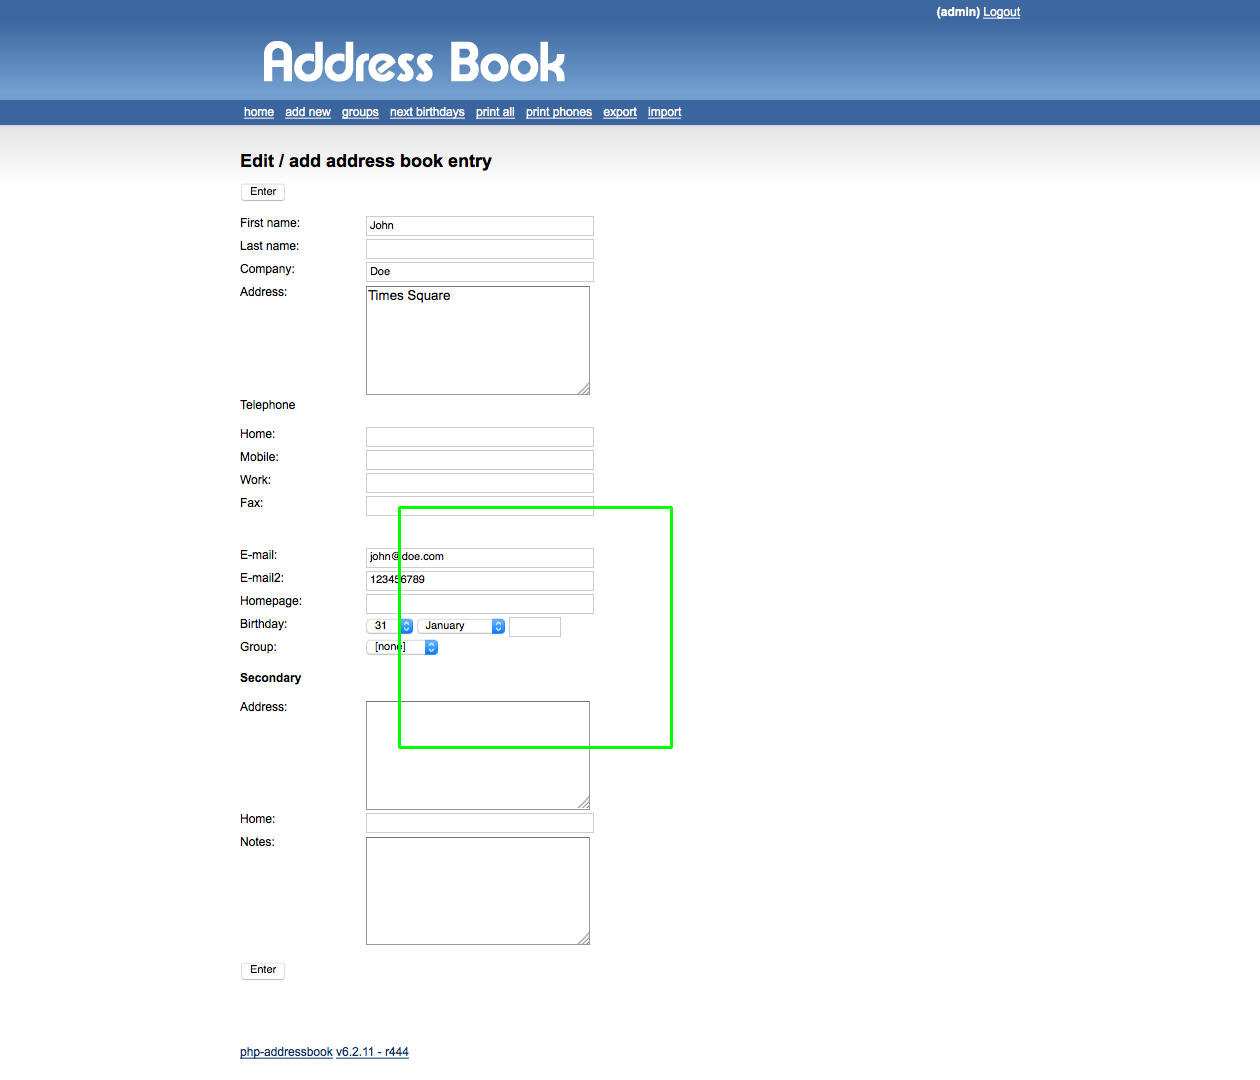 (admin) Logout
Address Book
home add new groups next birthdays print all print phones export import
Edit / add address book entry
Enter
First name: John
Last name:
Company: Doe
Address: Times Square
Telephone
Home:
Mobile:
Work:
Fax:
E-mail: john@doe.com
E-mail2: 123456789
Homepage:
Birthday: 31 January
Group: [none]
Secondary
Address:
Home:
Notes:
Enter
php-addressbook v6.2.11 - r444